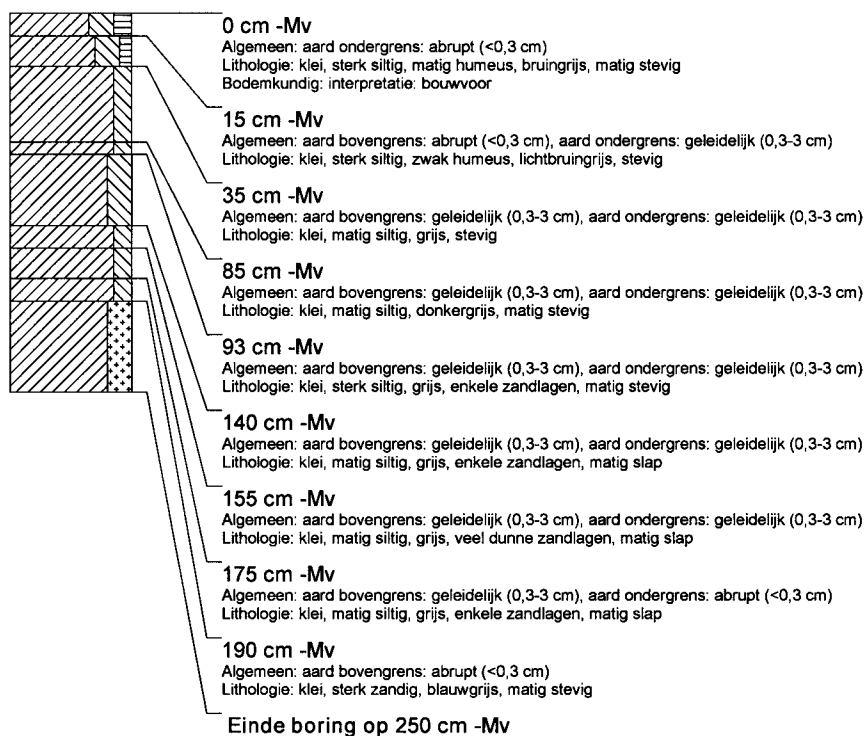 0 cm -Mv
Algemeen: aard ondergrens: abrupt (<0,3 cm)
Lithologie: klei, sterk siltig, matig humeus, bruingrijs, matig stevig
Bodemkundig: interpretatie: bouwvoor
15 cm -Mv
Algemeen: aard bovengrens: abrupt (<0,3 cm), aard ondergrens: geleidelijk (0,3-3 cm)
Lithologie: klei, sterk siltig, zwak humeus, lichtbruingrijs, stevig
35 cm -Mv
Algemeen: aard bovengrens: geleidelijk (0,3-3 cm), aard ondergrens: geleidelijk (0,3-3 cm)
Lithologie: klei, matig siltig, grijs, stevig
85 cm -Mv
Algemeen: aard bovengrens: geleidelijk (0,3-3 cm), aard ondergrens: geleidelijk (0,3-3 cm)
Lithologie: klei, matig siltig, donkergrijs, matig stevig
93 cm -Mv
Algemeen: aard bovengrens: geleidelijk (0,3-3 cm), aard ondergrens: geleidelijk (0,3-3 cm)
Lithologie: klei, sterk siltig, grijs, enkele zandlagen, matig stevig
140 cm -Mv
Algemeen: aard bovengrens: geleidelijk (0,3-3 cm), aard ondergrens: geleidelijk (0,3-3 cm)
Lithologie: klei, matig siltig, grijs, enkele zandlagen, matig slap
155 cm -Mv
Algemeen: aard bovengrens: geleidelijk (0,3-3 cm), aard ondergrens: geleidelijk (0,3-3 cm)
Lithologie: klei, matig siltig, grijs, veel dunne zandlagen, matig slap
175 cm -Mv
Algemeen: aard bovengrens: geleidelijk (0,3-3 cm), aard ondergrens: abrupt (<0,3 cm)
Lithologie: klei, matig siltig, grijs, enkele zandlagen, matig slap
190 cm -Mv
Algemeen: aard bovengrens: abrupt (<0,3 cm)
Lithologie: klei, sterk zandig, blauwgrijs, matig stevig
Einde boring op 250 cm -Mv